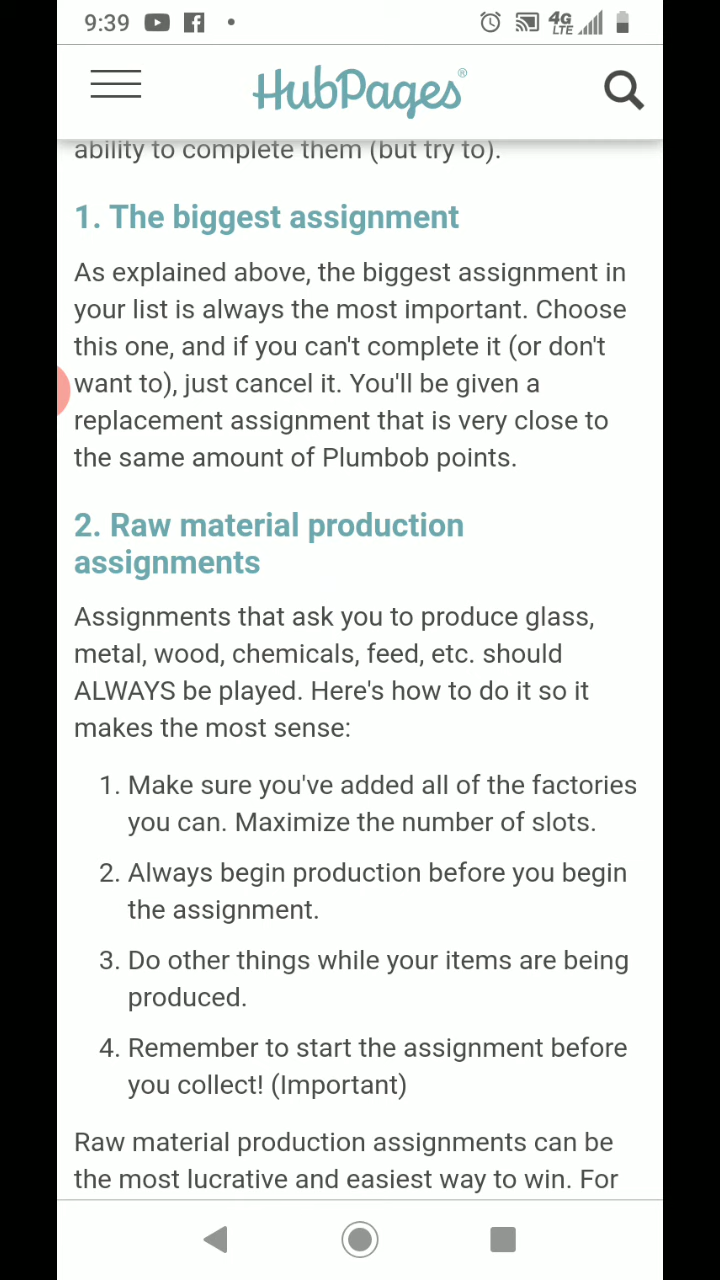 9:39
4G
LTE
HubPages®
ability to complete them (but try to).
1. The biggest assignment
As explained above, the biggest assignment in
your list is always the most important. Choose
this one, and if you can't complete it (or don't
want to), just cancel it. You'll be given a
replacement assignment that is very close to
the same amount of Plumbob points.
2. Raw material production
assignments
Assignments that ask you to produce glass,
metal, wood, chemicals, feed, etc. should
ALWAYS be played. Here's how to do it so it
makes the most sense:
1. Make sure you've added all of the factories
you can. Maximize the number of slots.
2. Always begin production before you begin
the assignment.
3. Do other things while your items are being
produced.
4. Remember to start the assignment before
you collect! (Important)
Raw material production assignments can be
the most lucrative and easiest way to win. For